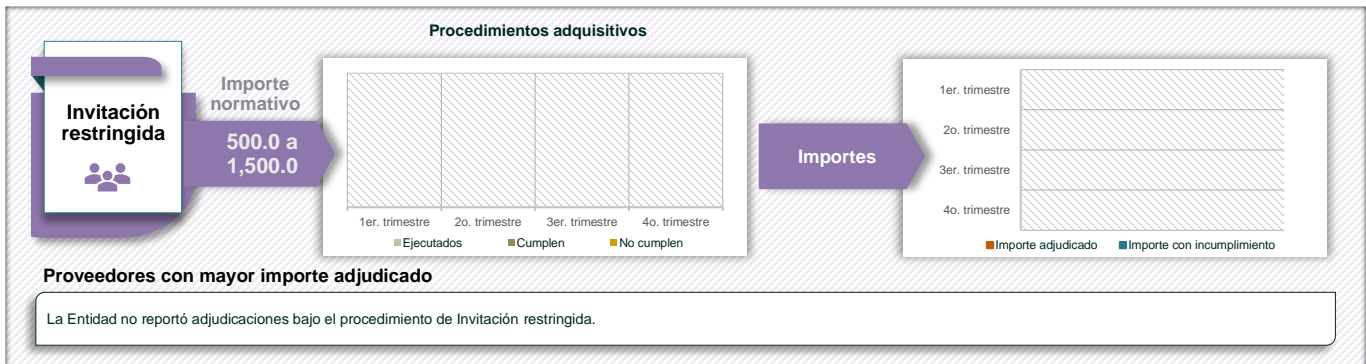 Procedimientos adquisitivos
Invitación
restringida
Importe
normativo
500.0 a
1,500.0
1er. trimestre
2o. trimestre
3er. trimestre
4o. trimestre
Ejecutados
Cumplen
No cumplen
Importes
1er. trimestre
2o. trimestre
3er. trimestre
4o. trimestre
Importe adjudicado
Importe con incumplimiento
Proveedores con mayor importe adjudicado
La Entidad no reportó adjudicaciones bajo el procedimiento de Invitación restringida.